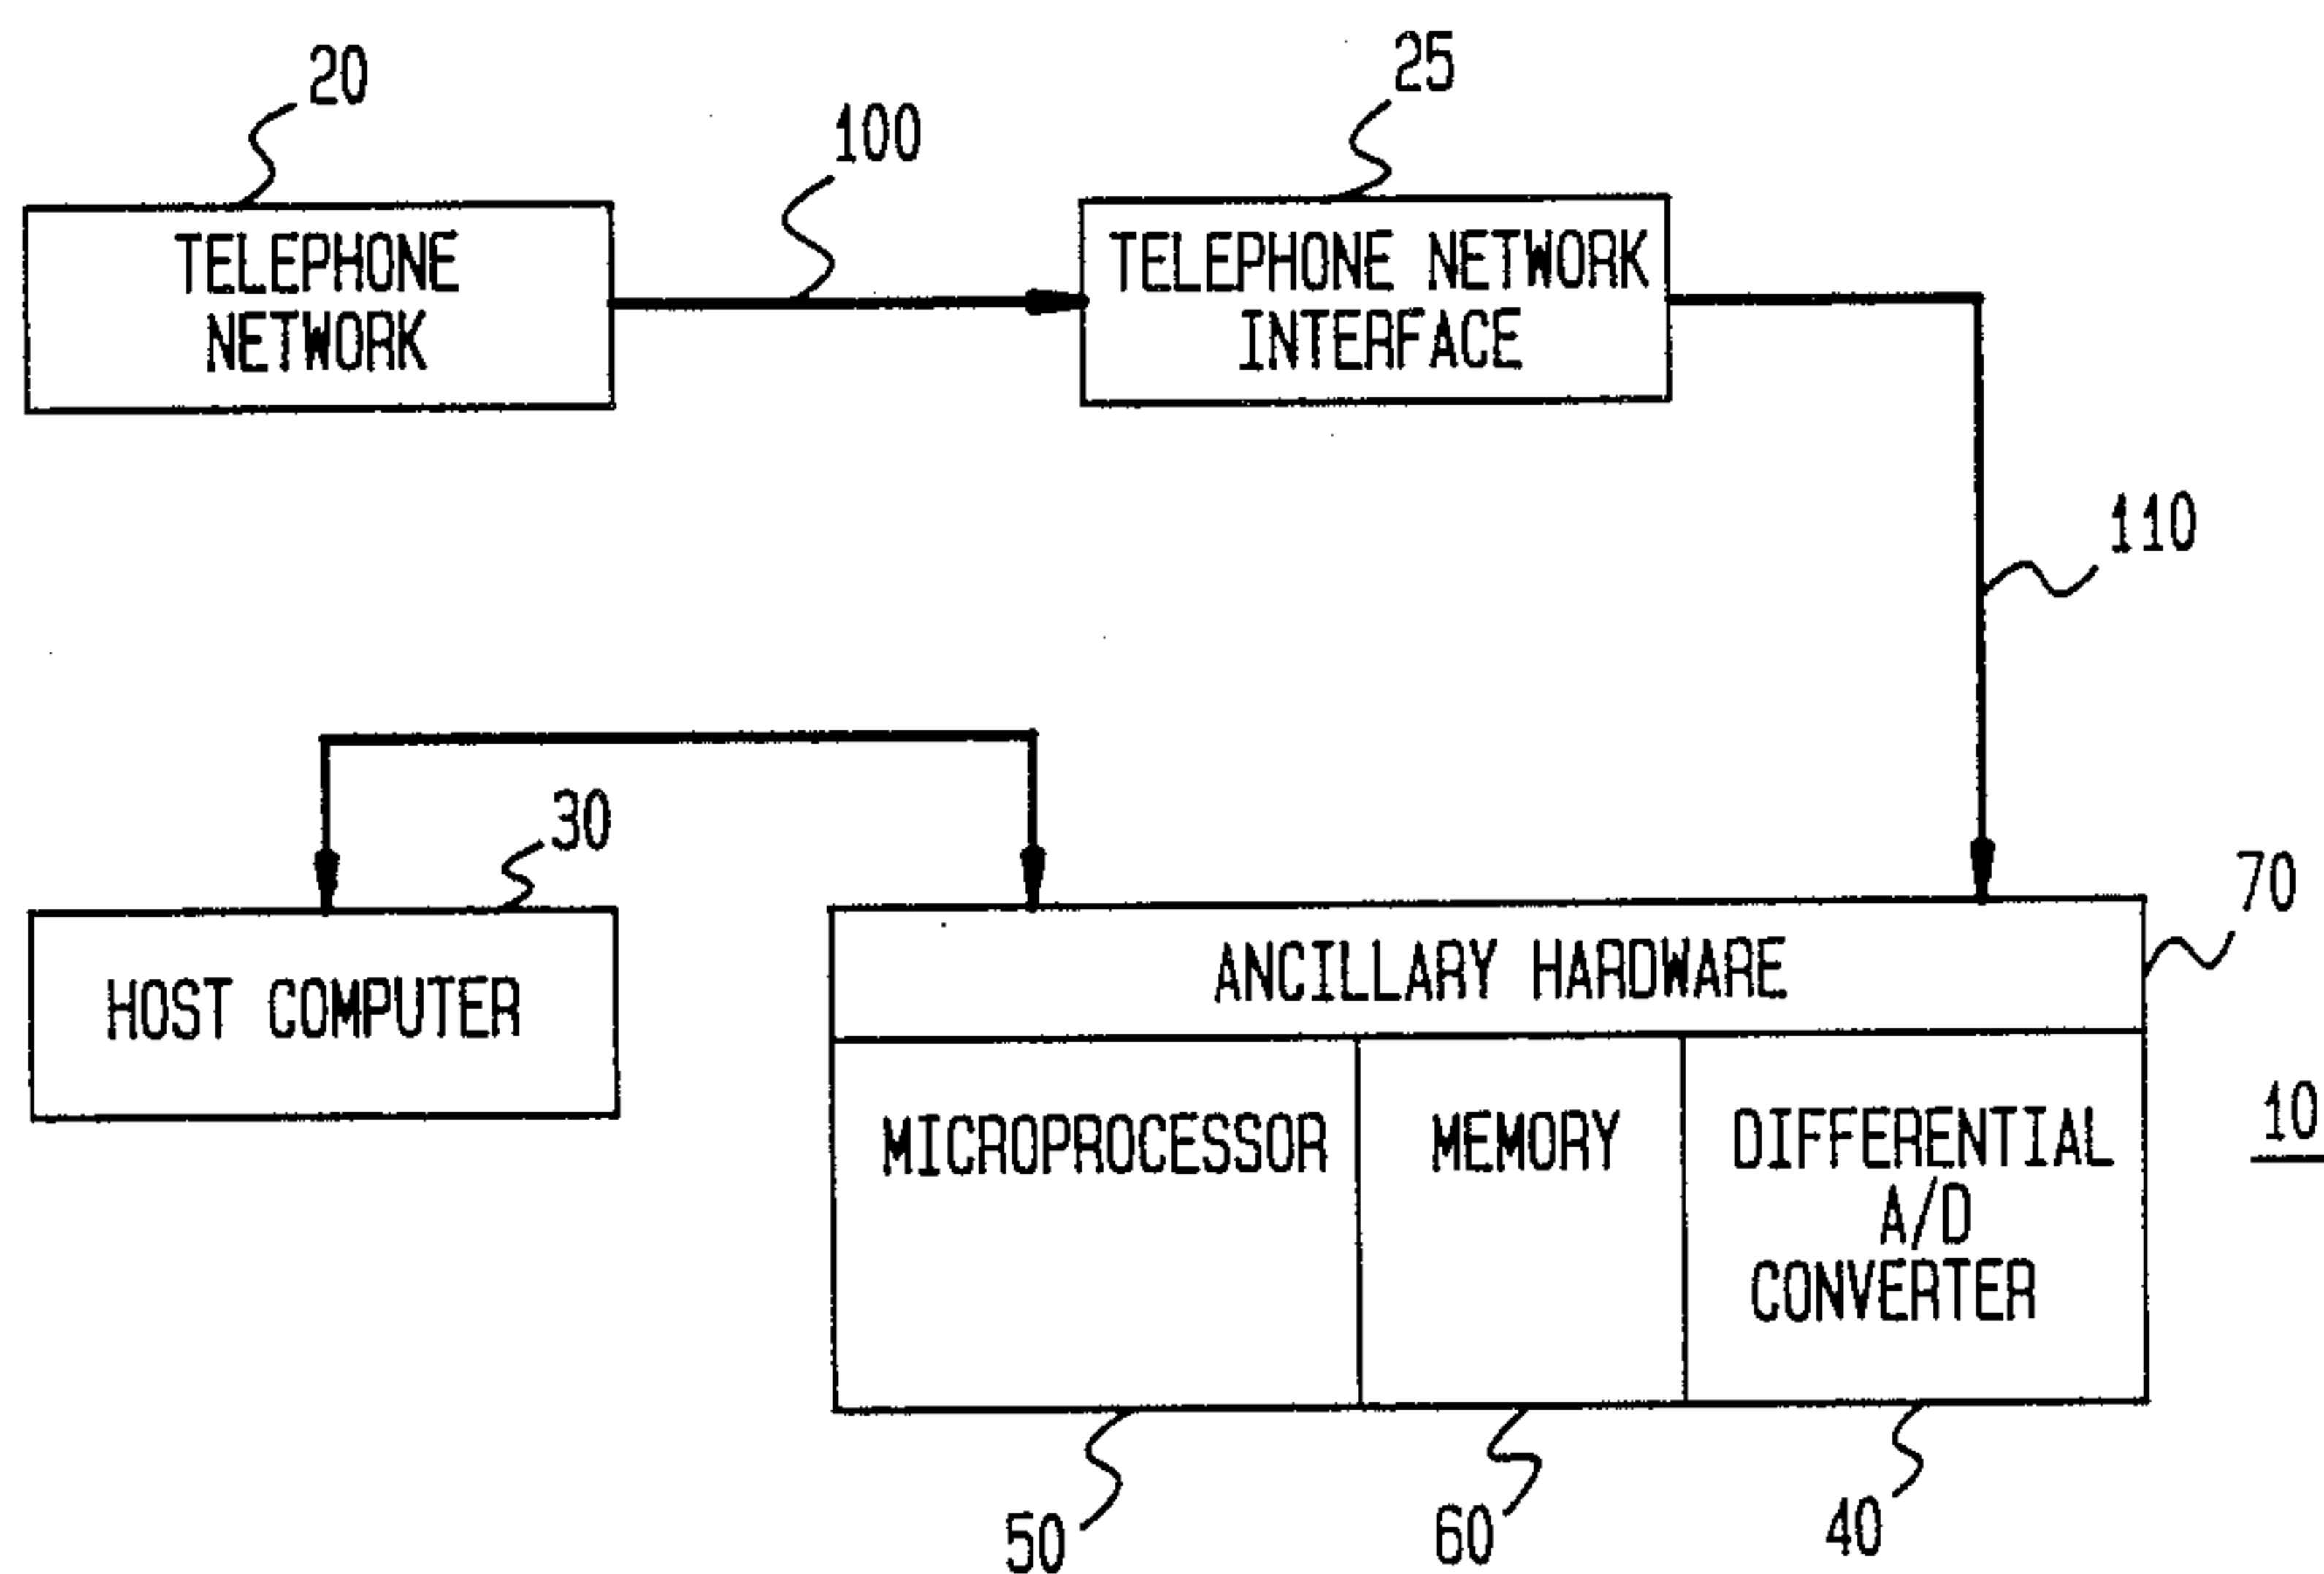 20
25
100
TELEPHONE
NETWORK
TELEPHONE NETWORK
INTERFACE
110
30
70
HOST COMPUTER
ANCILLARY HARDWARE
10
MICROPROCESSOR
MEMORY
DIFFERENTIAL
A/D
CONVERTER
50
60
40